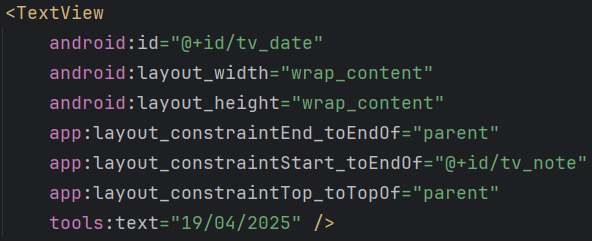 <TextView
android:id="@+id/tv_date"
android:layout_width="wrap_content"
android:layout_height="wrap_content"
app:layout_constraintEnd_toEndOf="parent"
app:layout_constraintStart_toEndOf="@+id/tv_note"
app:layout_constraintTop_toTopOf="parent"
tools:text="19/04/2025" />